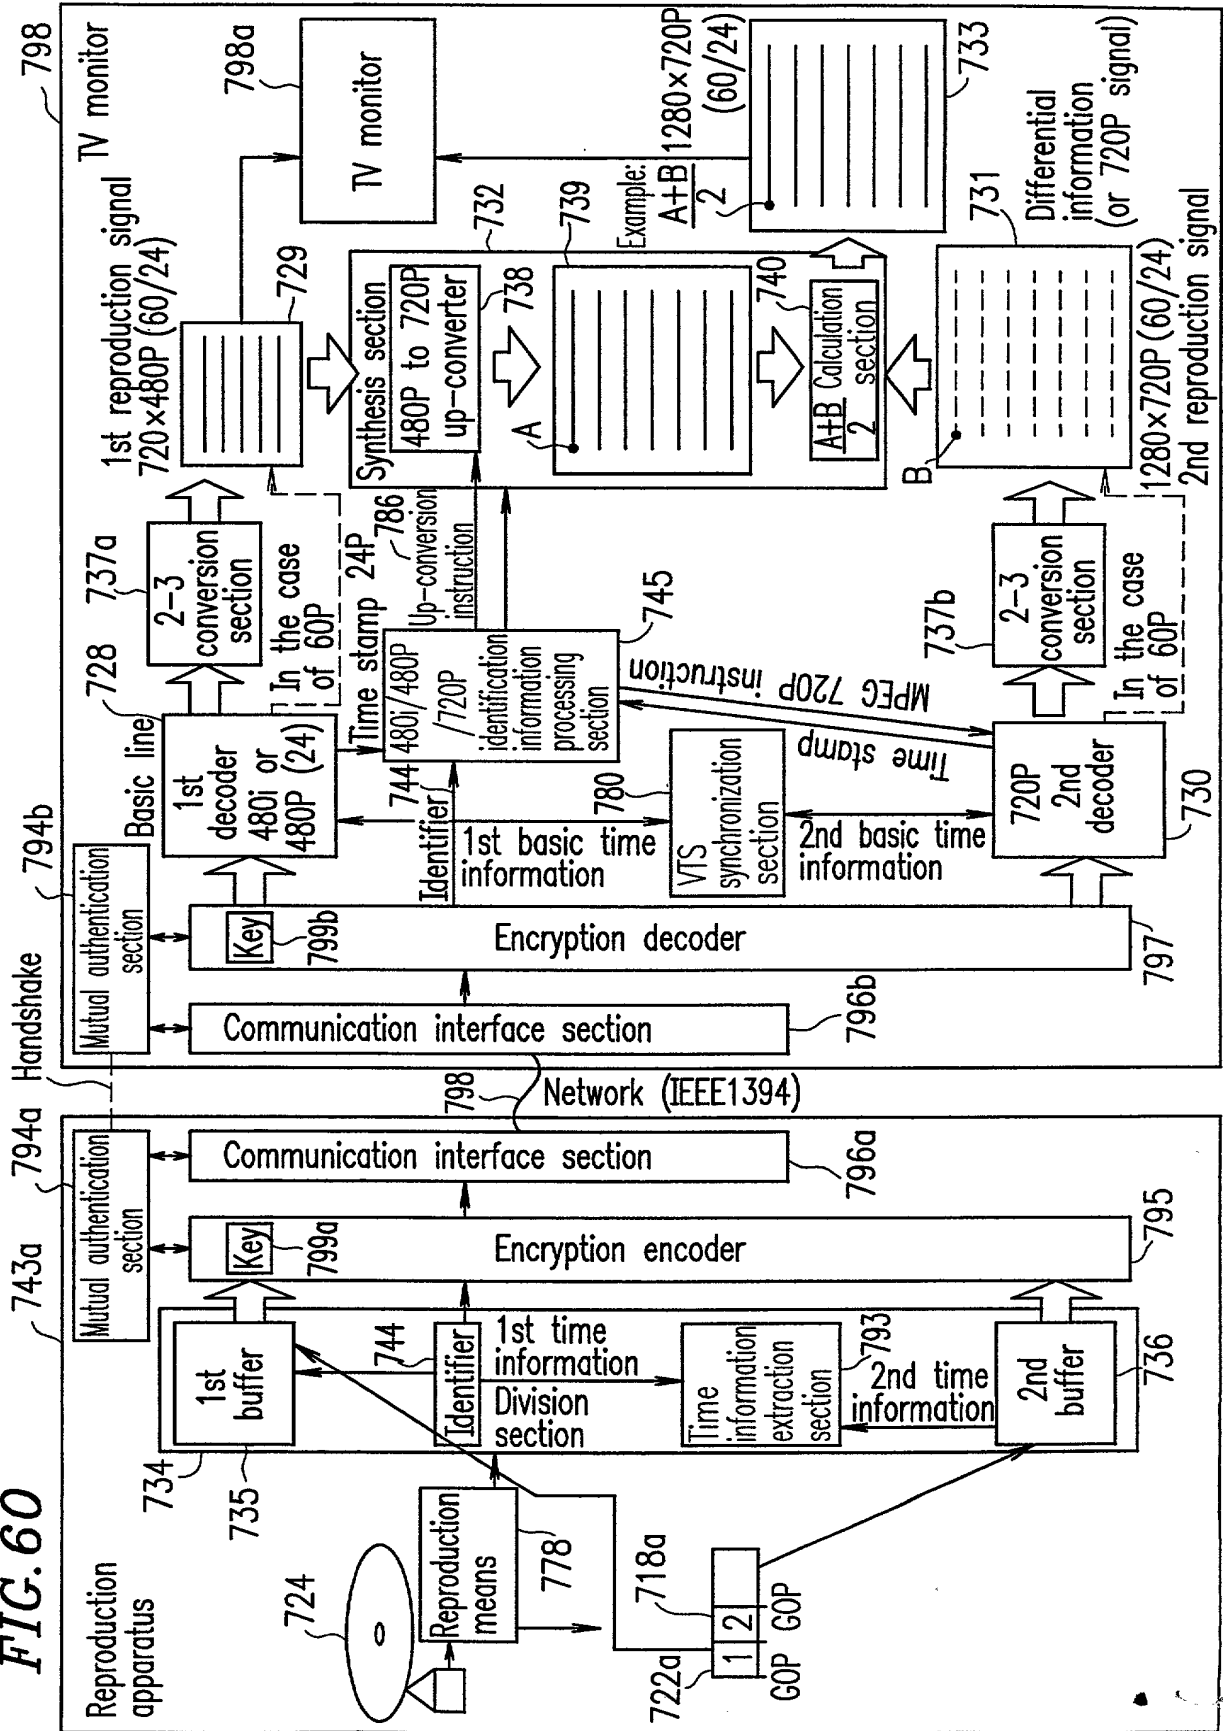 FIG.60
Reproduction
apparatus
743a
794a
Handshake
794b
798
TV monitor
Mutual authentication
section
Mutual authentication
section
724
Reproduction
means
778
722a
718a
1
2
GOP
GOP
734
735
1st
buffer
744
Identifier
1st time
information
Division
section
Time
information
extraction
section
793
2nd time
information
2nd
buffer
736
Key
799a
Encryption encoder
795
Communication interface section
796a
798
Network (IEEE1394)
Communication interface section
796b
Key
799b
Encryption decoder
797
Basic line
728
1st
decoder
480i or
480P (24)
744
Identifier
1st basic time
information
780
VTS
synchronization
section
2nd basic time
information
720P
2nd
decoder
730
737a
2-3
conversion
section
In the case
of 60P
Time stamp 24P
480i/480P
/720P
identification
information
processing
section
745
786
Up-conversion
instruction
MPEG 720P instruction
Time stamp
737b
2-3
conversion
section
In the case
of 60P
1st reproduction signal
720×480P (60/24)
729
Synthesis section
480P to 720P
up-converter
732
738
A
739
740
A+B
2
Calculation
section
B
731
1280×720P (60/24)
2nd reproduction signal
Differential
information
(or 720P signal)
798a
TV monitor
Example:
A+B
2
1280×720P
(60/24)
733